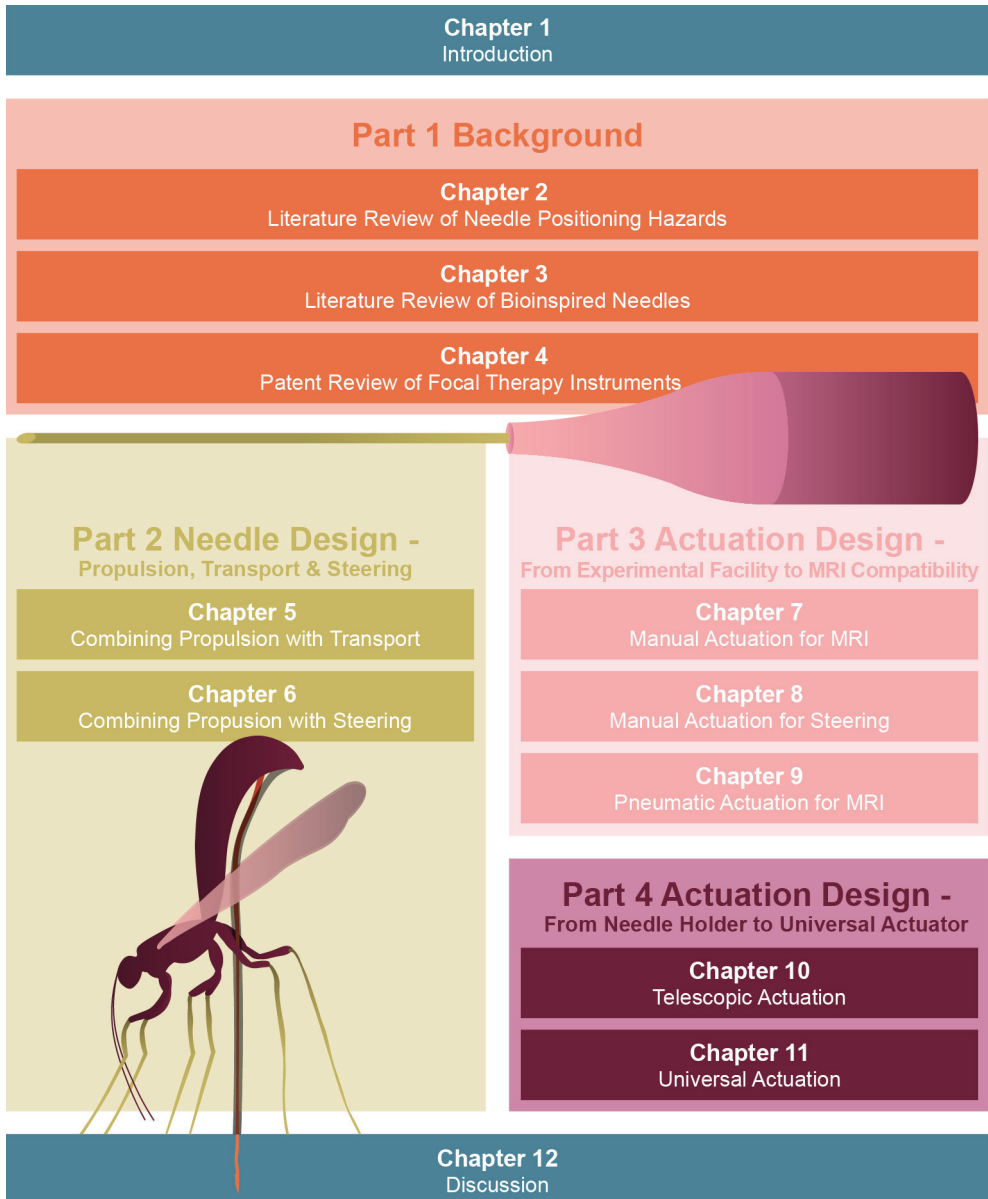 Chapter 1
Introduction
Part 1 Background
Chapter 2
Literature Review of Needle Positioning Hazards
Chapter 3
Literature Review of Bioinspired Needles
Chapter 4
Patent Review of Focal Therapy Instruments
Part 2 Needle Design -
Propulsion, Transport & Steering
Chapter 5
Combining Propulsion with Transport
Chapter 6
Combining Propusion with Steering
Part 3 Actuation Design -
From Experimental Facility to MRI Compatibility
Chapter 7
Manual Actuation for MRI
Chapter 8
Manual Actuation for Steering
Chapter 9
Pneumatic Actuation for MRI
Part 4 Actuation Design -
From Needle Holder to Universal Actuator
Chapter 10
Telescopic Actuation
Chapter 11
Universal Actuation
Chapter 12
Discussion